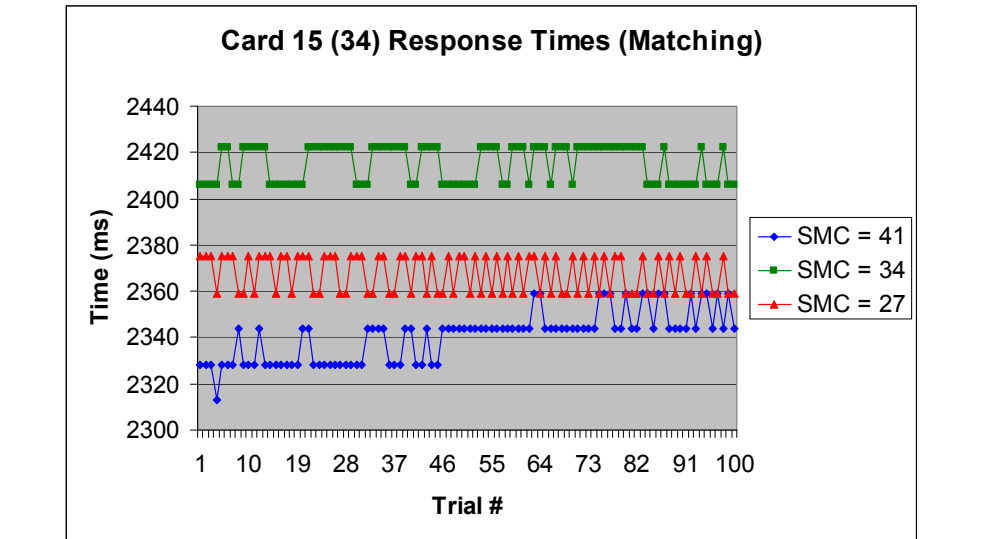 Card 15 (34) Response Times (Matching)
2440
2420
2400
2380
2360
2340
2320
2300
Time (ms)
1 10 19 28 37 46 55 64 73 82 91 100
Trial #
SMC = 41
SMC = 34
SMC = 27